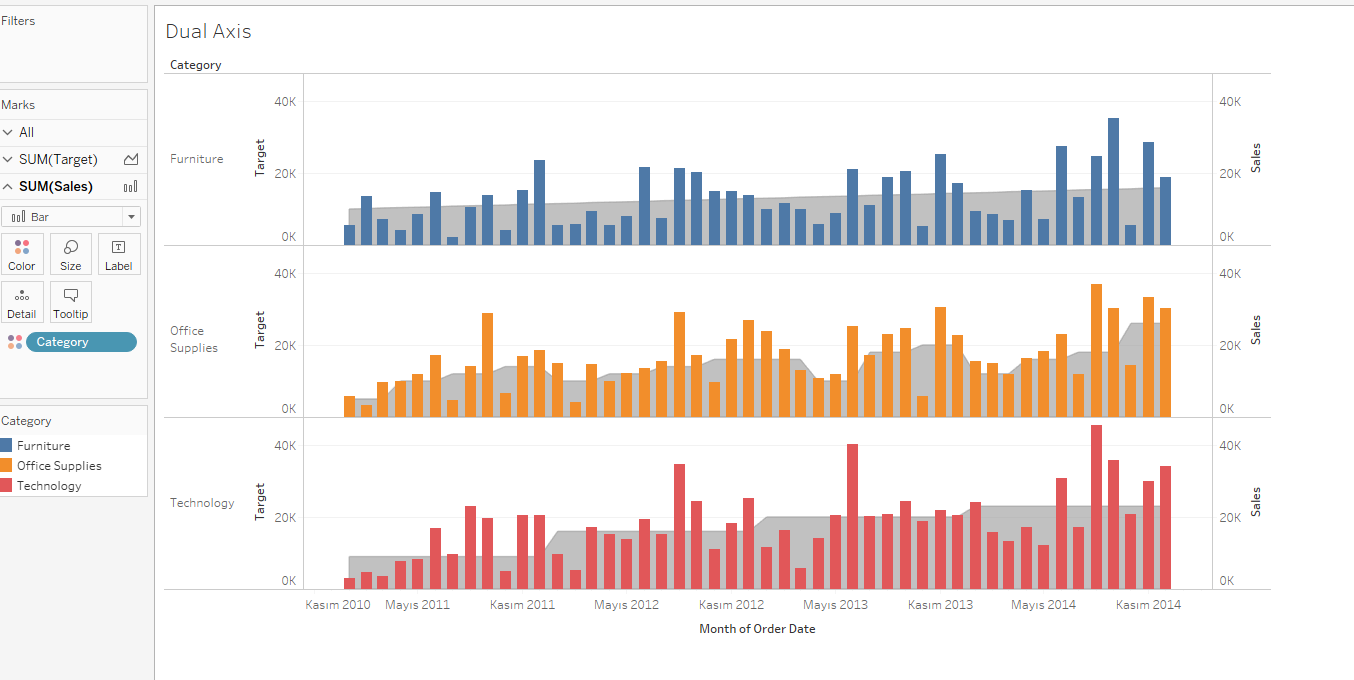 Filters
Marks
All
SUM(Target)
SUM(Sales)
Bar
Color
Size
Label
Detail
Tooltip
Category
Category
Furniture
Office Supplies
Technology
Dual Axis
Category
Furniture
Target
40K
20K
0K
40K
20K
0K
Sales
Office
Supplies
Target
40K
20K
0K
40K
20K
0K
Sales
Technology
Target
40K
20K
0K
40K
20K
0K
Sales
Kasım 2010 Mayıs 2011 Kasım 2011 Mayıs 2012 Kasım 2012 Mayıs 2013 Kasım 2013 Mayıs 2014 Kasım 2014
Month of Order Date